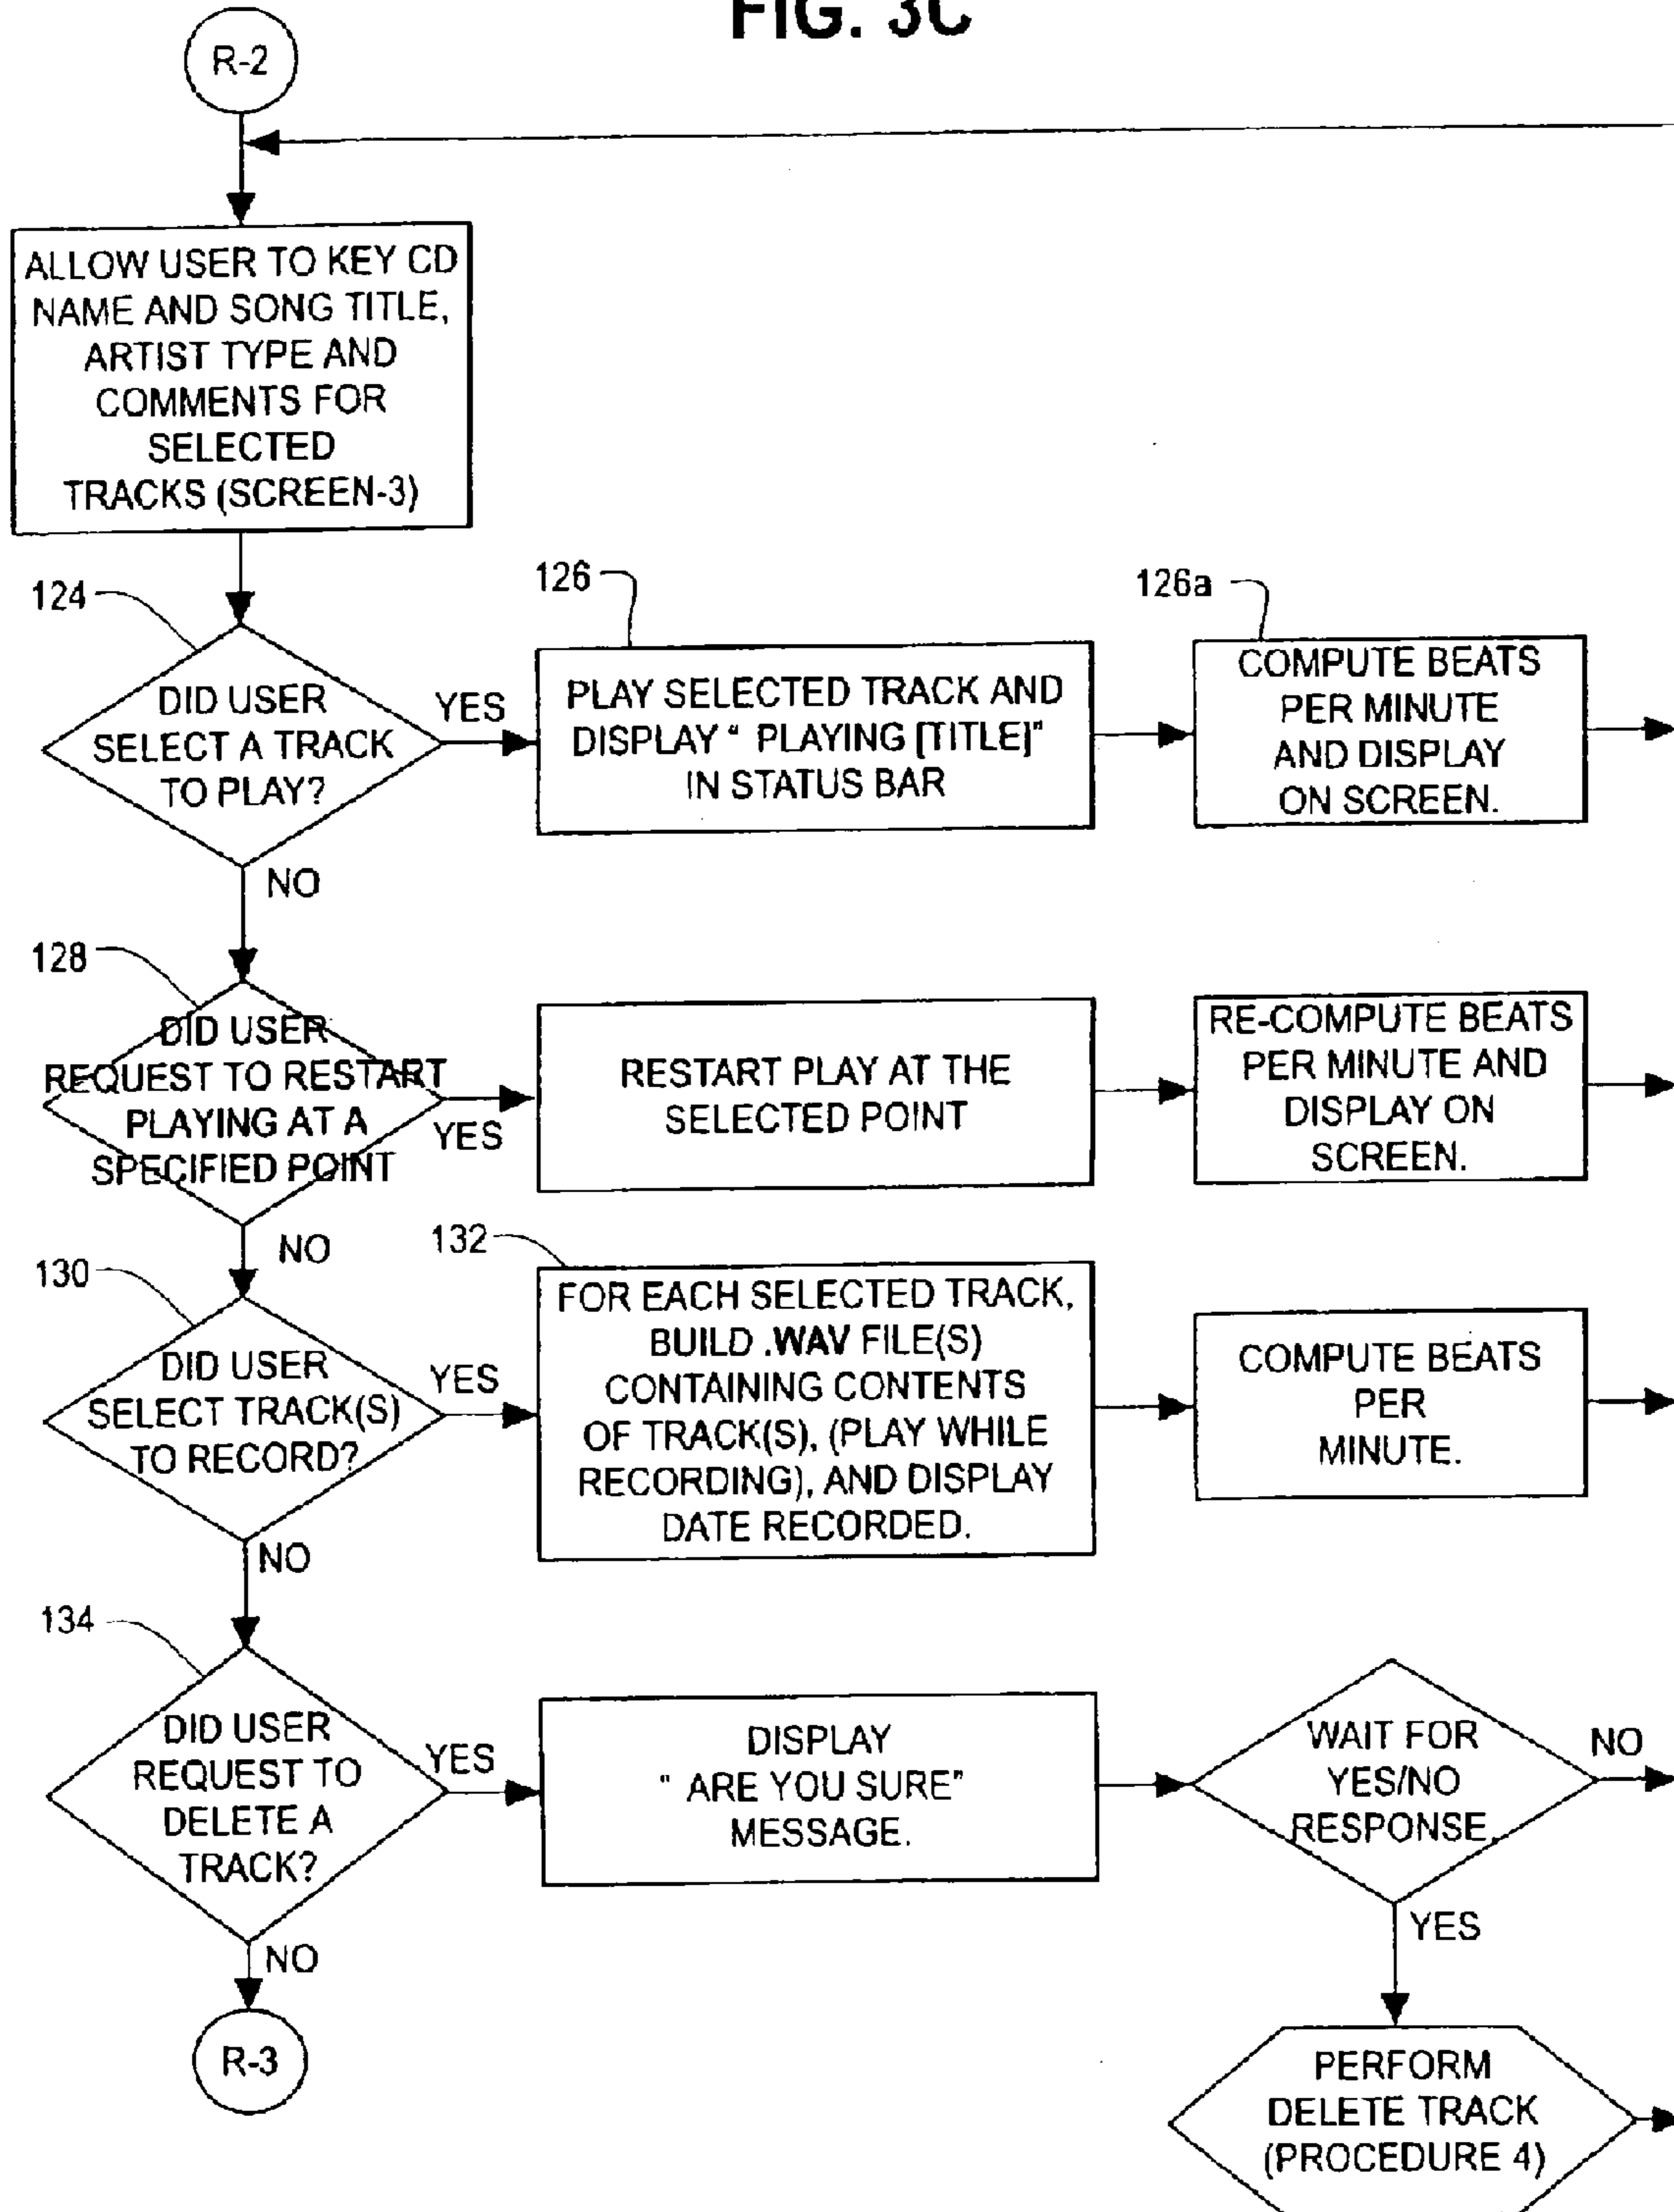 FIG. 3C
R-2
ALLOW USER TO KEY CD
NAME AND SONG TITLE,
ARTIST TYPE AND
COMMENTS FOR
SELECTED
TRACKS (SCREEN-3)
124
DID USER
SELECT A TRACK
TO PLAY?
YES
NO
126
PLAY SELECTED TRACK AND
DISPLAY " PLAYING [TITLE]"
IN STATUS BAR
126a
COMPUTE BEATS
PER MINUTE
AND DISPLAY
ON SCREEN.
128
DID USER
REQUEST TO RESTART
PLAYING AT A
SPECIFIED POINT
YES
NO
RESTART PLAY AT THE
SELECTED POINT
RE-COMPUTE BEATS
PER MINUTE AND
DISPLAY ON
SCREEN.
130
DID USER
SELECT TRACK(S)
TO RECORD?
YES
NO
132
FOR EACH SELECTED TRACK,
BUILD .WAV FILE(S)
CONTAINING CONTENTS
OF TRACK(S), (PLAY WHILE
RECORDING), AND DISPLAY
DATE RECORDED.
COMPUTE BEATS
PER
MINUTE.
134
DID USER
REQUEST TO
DELETE A
TRACK?
YES
NO
DISPLAY
" ARE YOU SURE"
MESSAGE.
WAIT FOR
YES/NO
RESPONSE.
NO
YES
R-3
PERFORM
DELETE TRACK
(PROCEDURE 4)